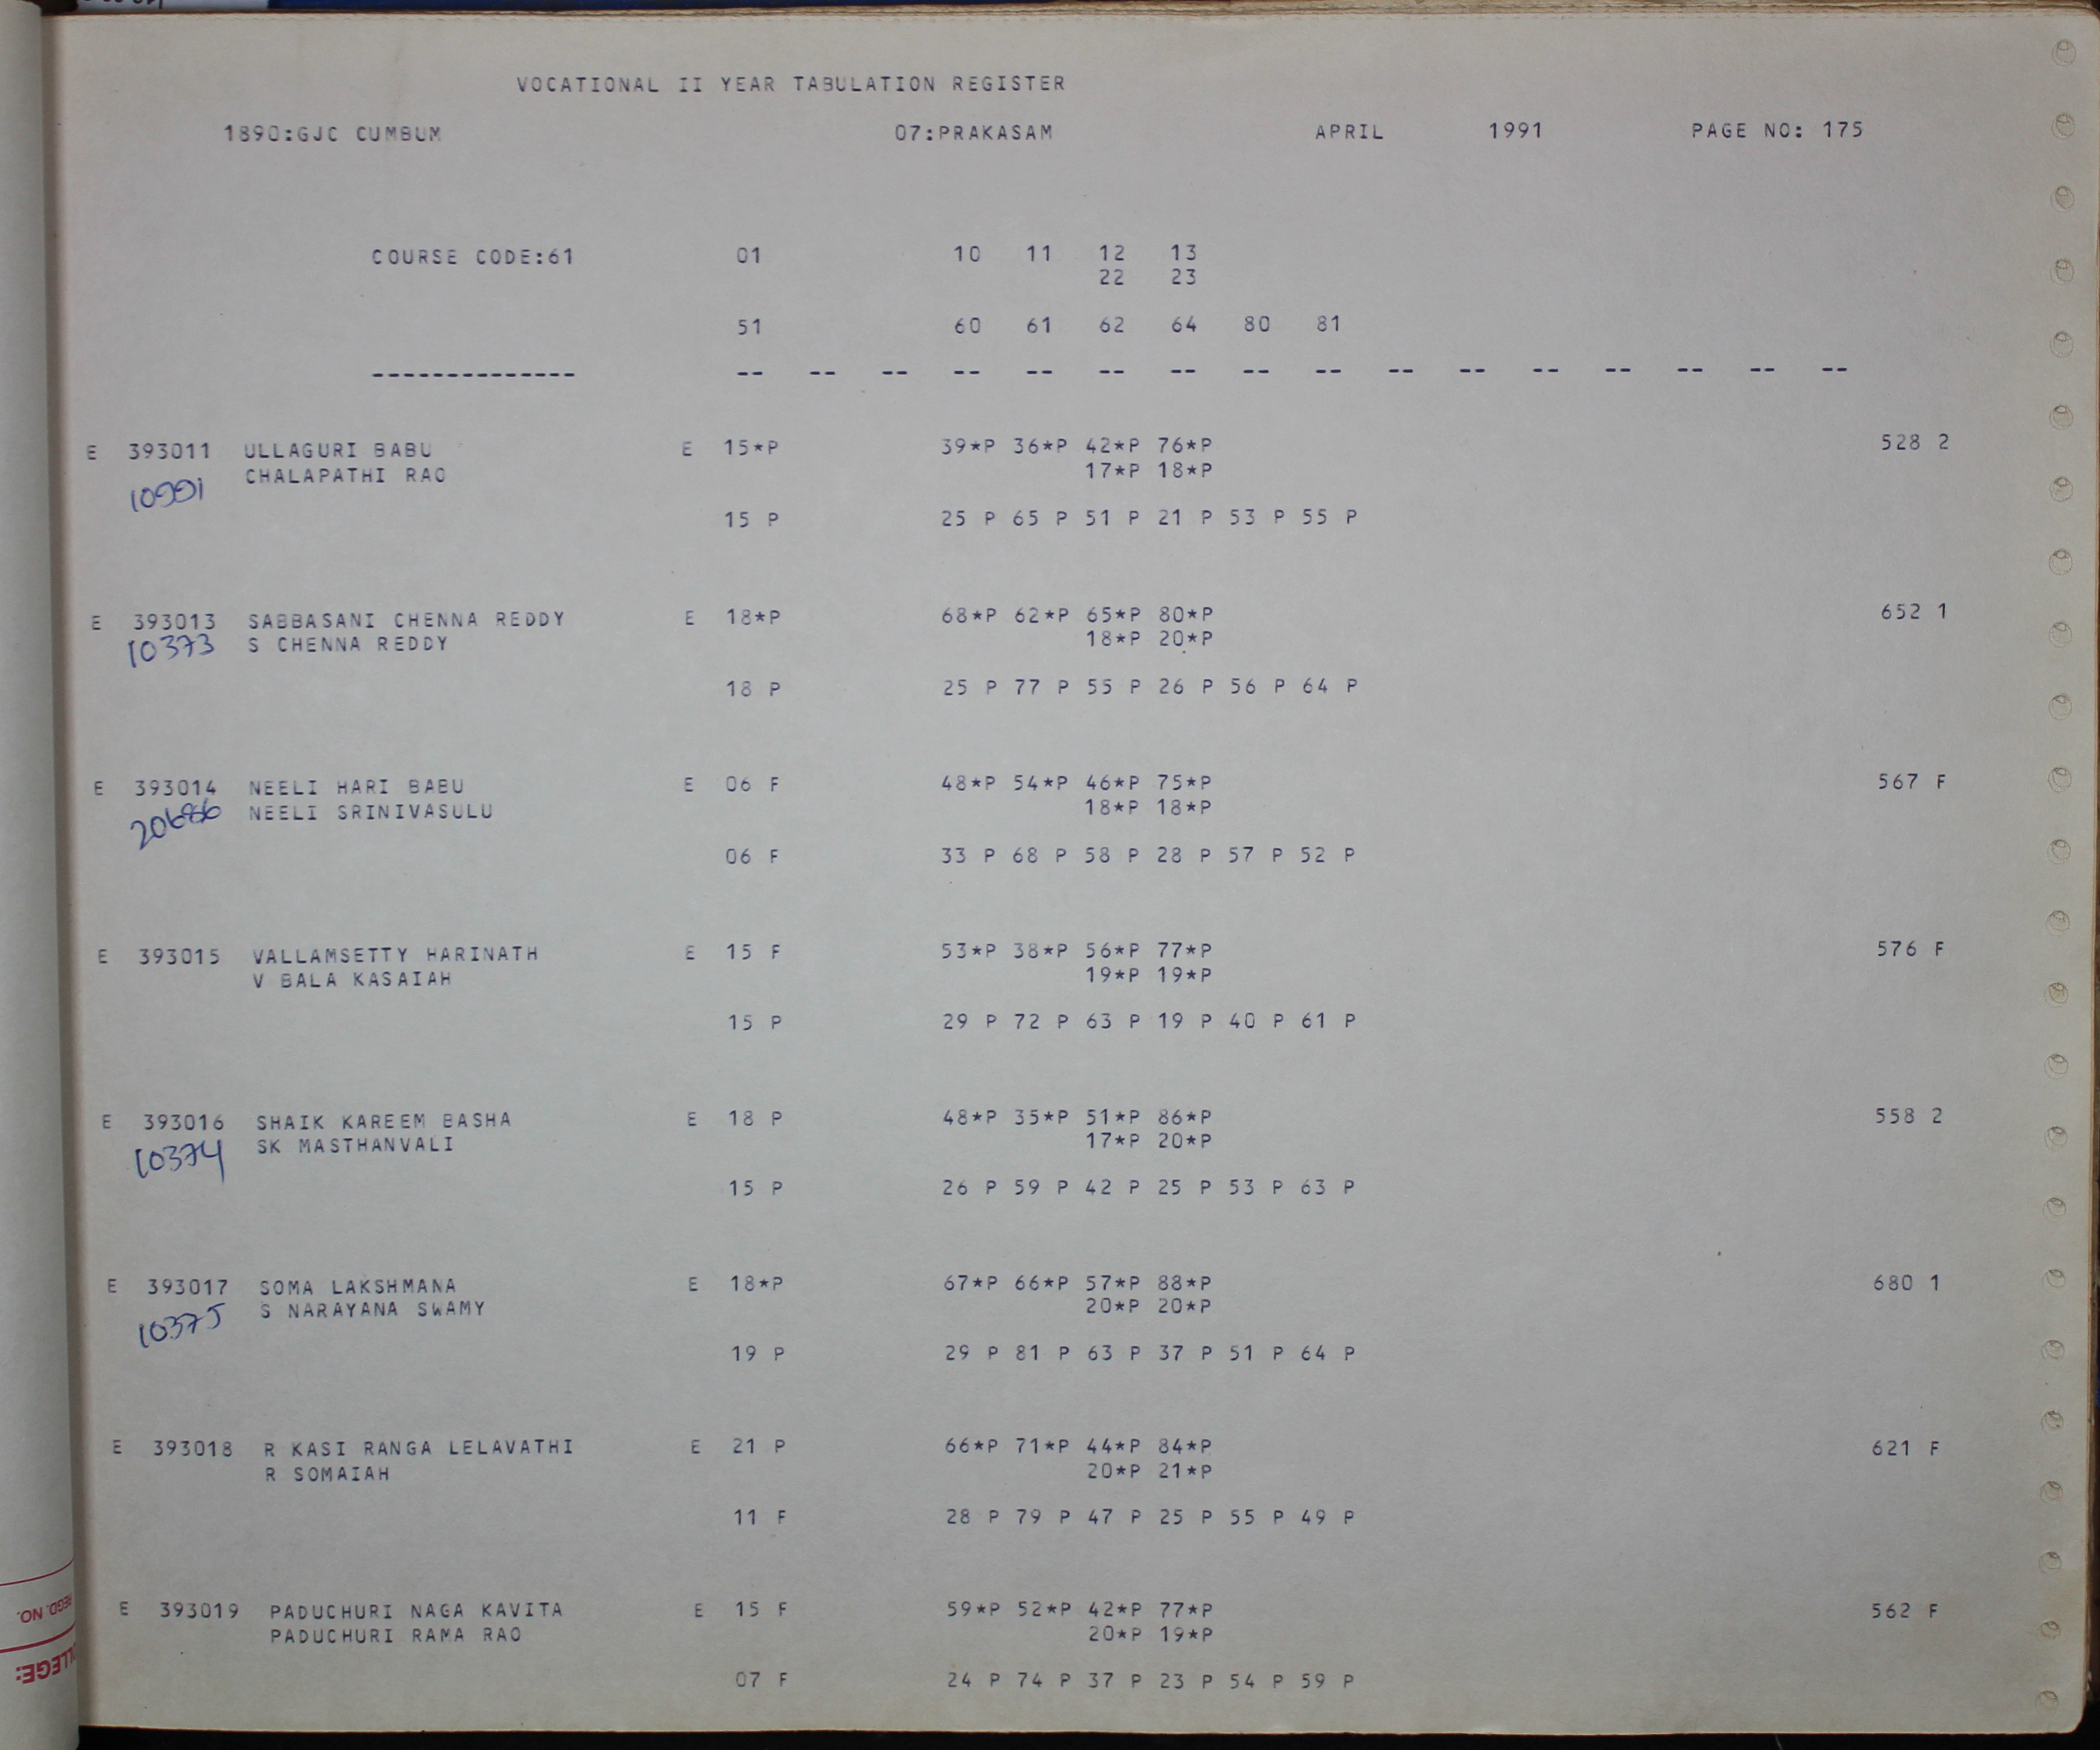 VOCATIONAL II YEAR TABULATION REGISTER
1890:GJC CUMBUM 07:PRAKASAM APRIL 1991 PAGE NO: 175
COURSE CODE:61 01 10 11 12 13
22 23
51 60 61 62 64 80 81
-------------- -- -- -- -- -- -- -- -- -- -- -- -- -- -- -- --
E 393011 ULLAGURI BABU E 15*P 39*P 36*P 42*P 76*P 528 2
CHALAPATHI RAO 17*P 18*P
10991
15 P 25 P 65 P 51 P 21 P 53 P 55 P
E 393013 SABBASANI CHENNA REDDY E 18*P 68*P 62*P 65*P 80*P 652 1
10373 S CHENNA REDDY 18*P 20*P
18 P 25 P 77 P 55 P 26 P 56 P 64 P
E 393014 NEELI HARI BABU E 06 F 48*P 54*P 46*P 75*P 567 F
NEELI SRINIVASULU 18*P 18*P
06 F 33 P 68 P 58 P 28 P 57 P 52 P
E 393015 VALLAMSETTY HARINATH E 15 F 53*P 38*P 56*P 77*P 576 F
V BALA KASAIAH 19*P 19*P
15 P 29 P 72 P 63 P 19 P 40 P 61 P
E 393016 SHAIK KAREEM BASHA E 18 P 48*P 35*P 51*P 86*P 558 2
10374 SK MASTHANVALI 17*P 20*P
15 P 26 P 59 P 42 P 25 P 53 P 63 P
E 393017 SOMA LAKSHMANA E 18*P 67*P 66*P 57*P 88*P 680 1
10375 S NARAYANA SWAMY 20*P 20*P
19 P 29 P 81 P 63 P 37 P 51 P 64 P
E 393018 R KASI RANGA LELAVATHI E 21 P 66*P 71*P 44*P 84*P 621 F
R SOMAIAH 20*P 21*P
11 F 28 P 79 P 47 P 25 P 55 P 49 P
E 393019 PADUCHURI NAGA KAVITA E 15 F 59*P 52*P 42*P 77*P 562 F
PADUCHURI RAMA RAO 20*P 19*P
07 F 24 P 74 P 37 P 23 P 54 P 59 P
REGD. NO.